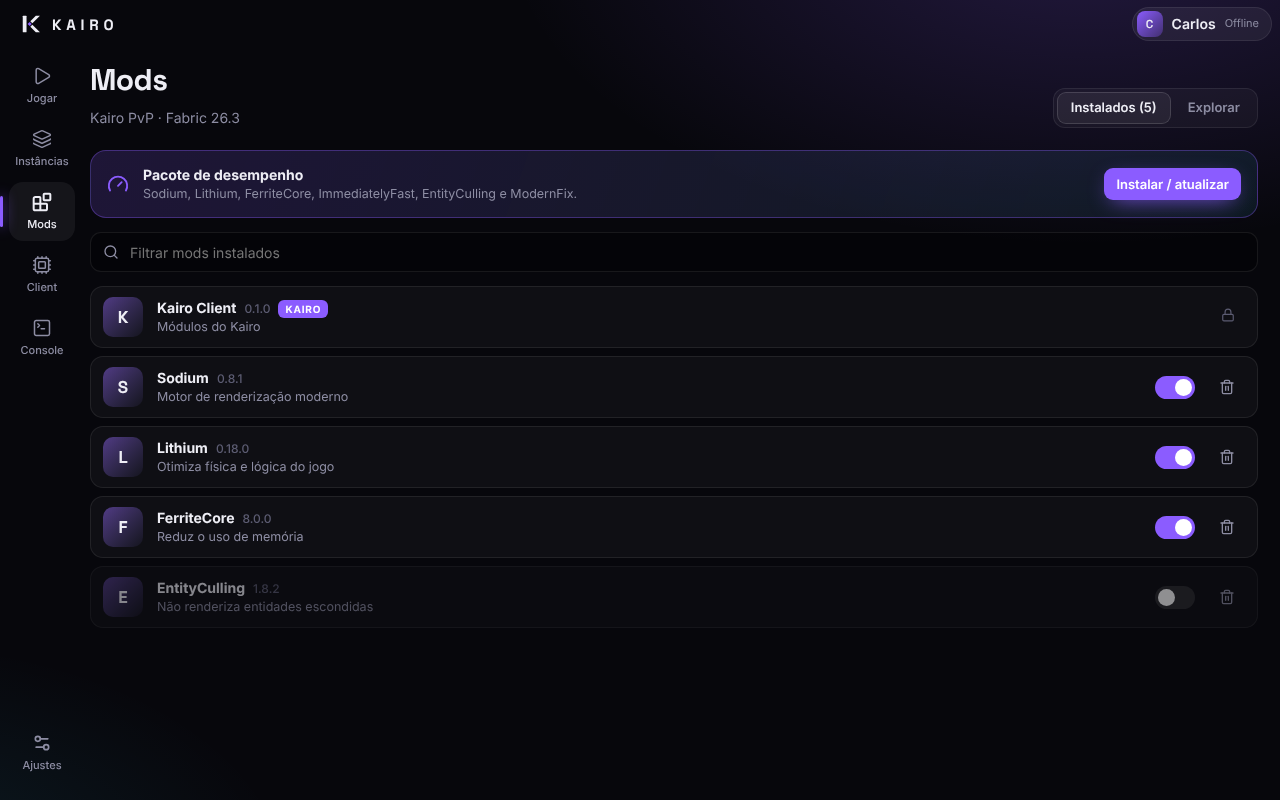 KAIRO
C Carlos Offline
Jogar
Instâncias
Mods
Client
Console
Ajustes
Mods
Kairo PvP · Fabric 26.3
Instalados (5) Explorar
Pacote de desempenho
Sodium, Lithium, FerriteCore, ImmediatelyFast, EntityCulling e ModernFix.
Instalar / atualizar
Filtrar mods instalados
K
Kairo Client 0.1.0 KAIRO
Módulos do Kairo
S
Sodium 0.8.1
Motor de renderização moderno
L
Lithium 0.18.0
Otimiza física e lógica do jogo
F
FerriteCore 8.0.0
Reduz o uso de memória
E
EntityCulling 1.8.2
Não renderiza entidades escondidas